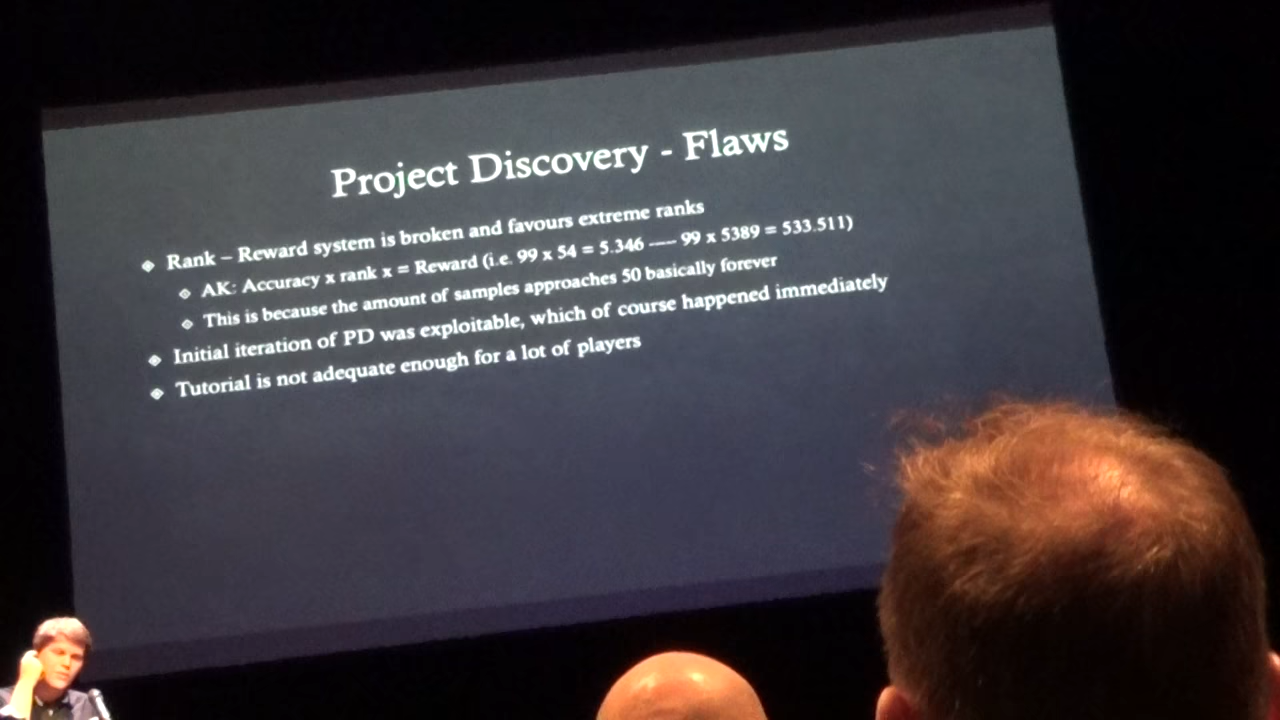 Project Discovery - Flaws
Rank – Reward system is broken and favours extreme ranks
AK: Accuracy x rank x = Reward (i.e. 99 x 54 = 5.346 ---- 99 x 5389 = 533.511)
This is because the amount of samples approaches 50 basically forever
Initial iteration of PD was exploitable, which of course happened immediately
Tutorial is not adequate enough for a lot of players